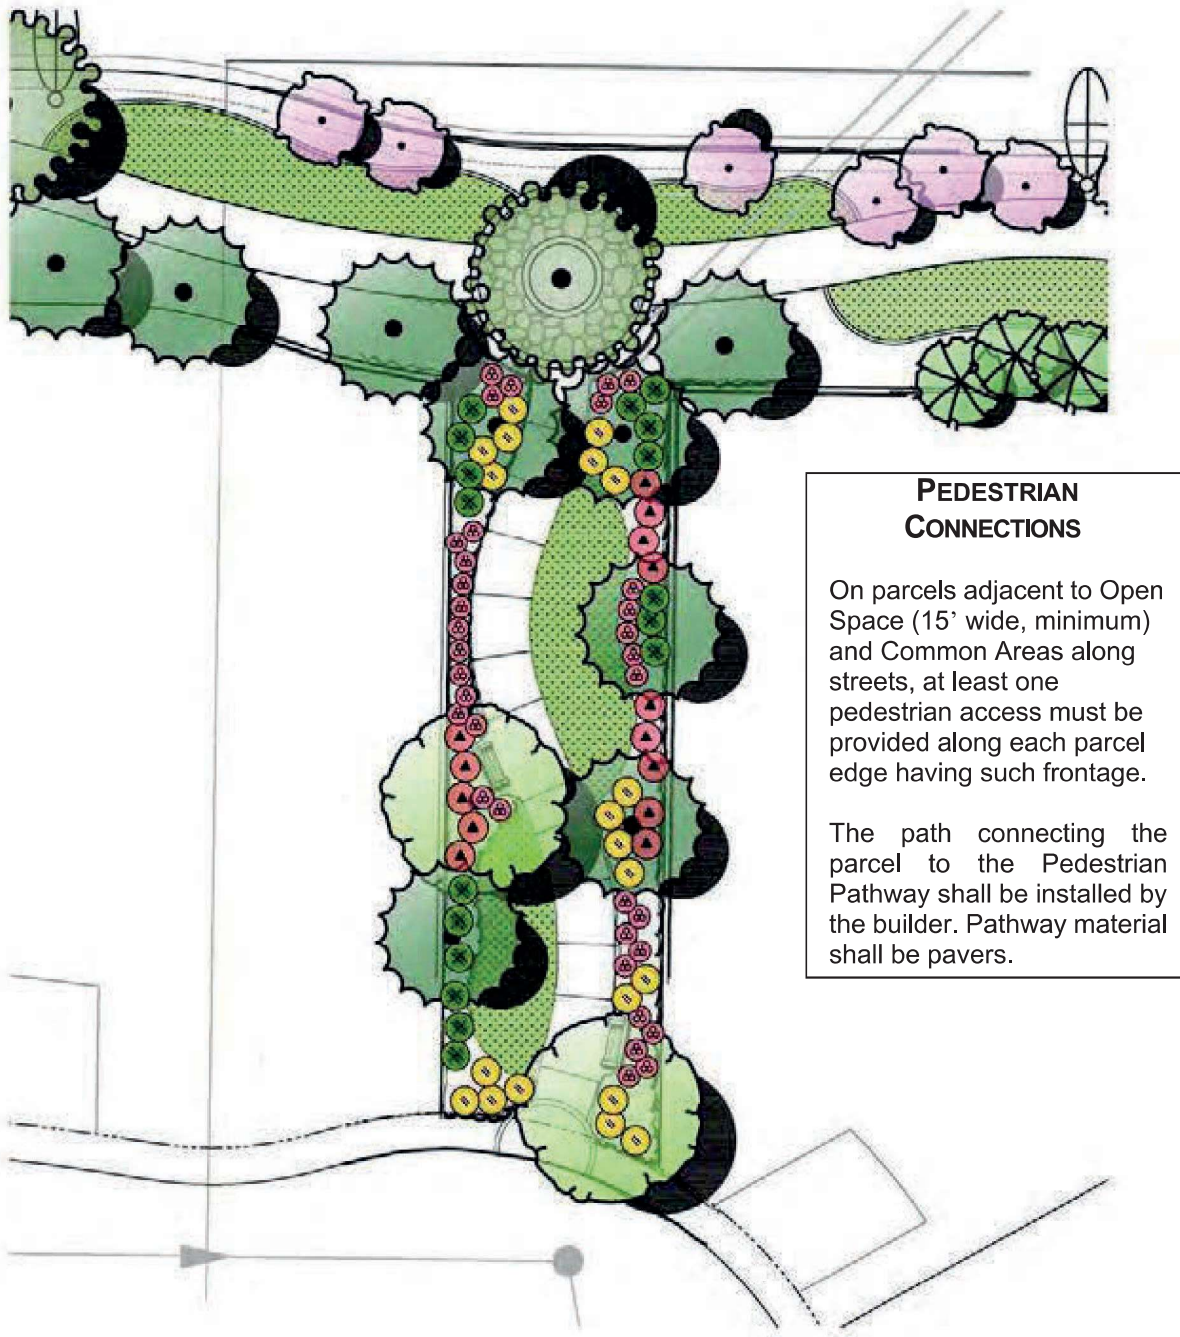 PEDESTRIAN
CONNECTIONS
On parcels adjacent to Open
Space (15’ wide, minimum)
and Common Areas along
streets, at least one
pedestrian access must be
provided along each parcel
edge having such frontage.
The path connecting the
parcel to the Pedestrian
Pathway shall be installed by
the builder. Pathway material
shall be pavers.